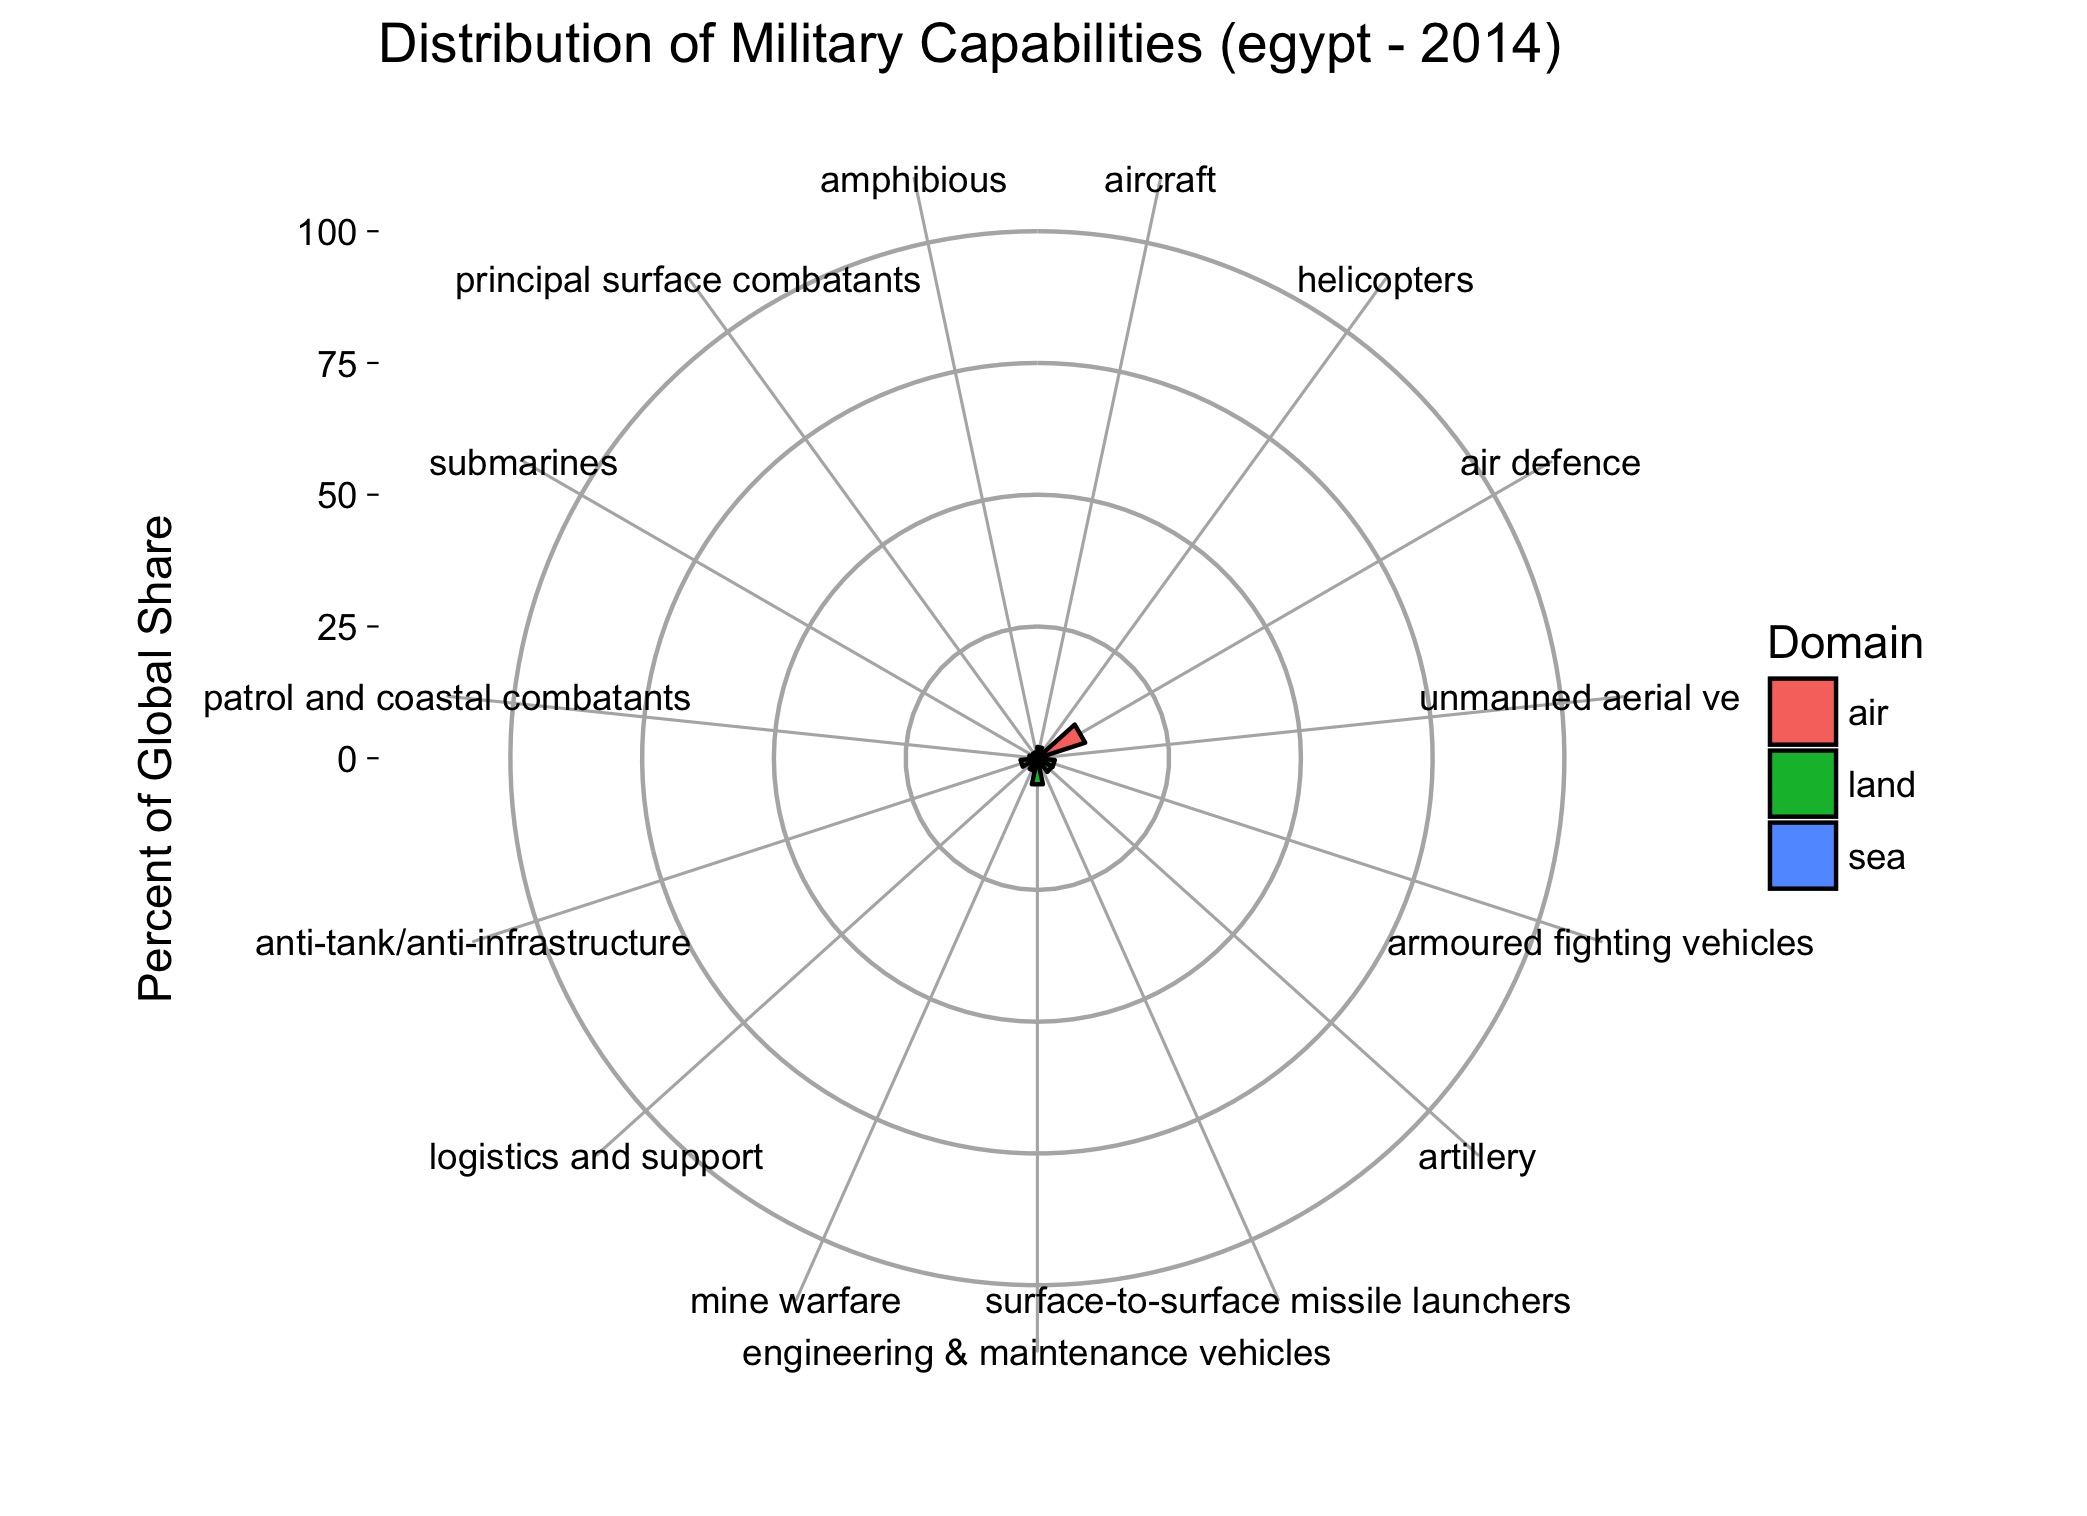 Distribution of Military Capabilities (egypt - 2014)
amphibious
aircraft
100
principal surface combatants
helicopters
75
submarines
air defence
50
Percent of Global Share
25
patrol and coastal combatants
unmanned aerial ve
0
Domain
air
land
sea
anti-tank/anti-infrastructure
armoured fighting vehicles
logistics and support
artillery
mine warfare
surface-to-surface missile launchers
engineering & maintenance vehicles